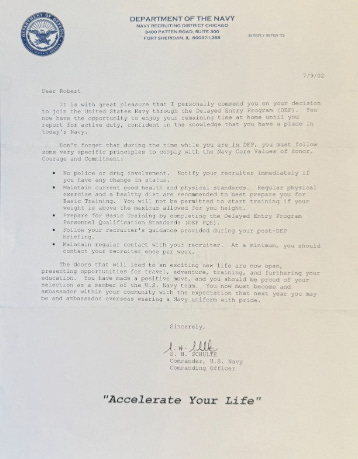 DEPARTMENT OF THE NAVY
NAVY RECRUITING DISTRICT CHICAGO
8400 PATTEN ROAD, SUITE 300
FORT SHERIDAN, IL 60037-1288
7/9/02
Dear Robert
It is with great pleasure that I personally commend you on your decision
to join the United States Navy through the Delayed Entry Program (DEP). You
now have the opportunity to enjoy your remaining time at home until you
report for active duty, confident in the knowledge that you have a place in
today's Navy.
Don't forget that during the time while you are in DEP, you must follow
some very specific principles to comply with the Navy Core Values of Honor,
Courage and Commitment:
• No police or drug involvement. Notify your recruiter immediately if
you have any change in status.
• Maintain current good health and physical standards. Regular physical
exercise and a healthy diet are recommended to best prepare you for
Basic Training. You will not be permitted to start training if your
weight is above the maximum allowed for you height.
• Prepare for Basic Training by completing the Delayed Entry Program
Personnel Qualification Standards (DEP PQS).
• Follow your recruiter's guidance provided during your post-DEP
briefing.
• Maintain regular contact with your recruiter. As a minimum, you should
contact your recruiter once per week.
The doors that will lead to an exciting new life are now open,
presenting opportunities for travel, adventure, training, and furthering your
education. You have made a positive move, and you should be proud of your
selection as a member of the U.S. Navy team. You now must become and
ambassador within your community with the expectation that next year you may
be and ambassador overseas wearing a Navy uniform with pride.
Sincerely,
S. H. SCHULTE
Commander, U.S. Navy
Commanding Officer
"Accelerate Your Life"